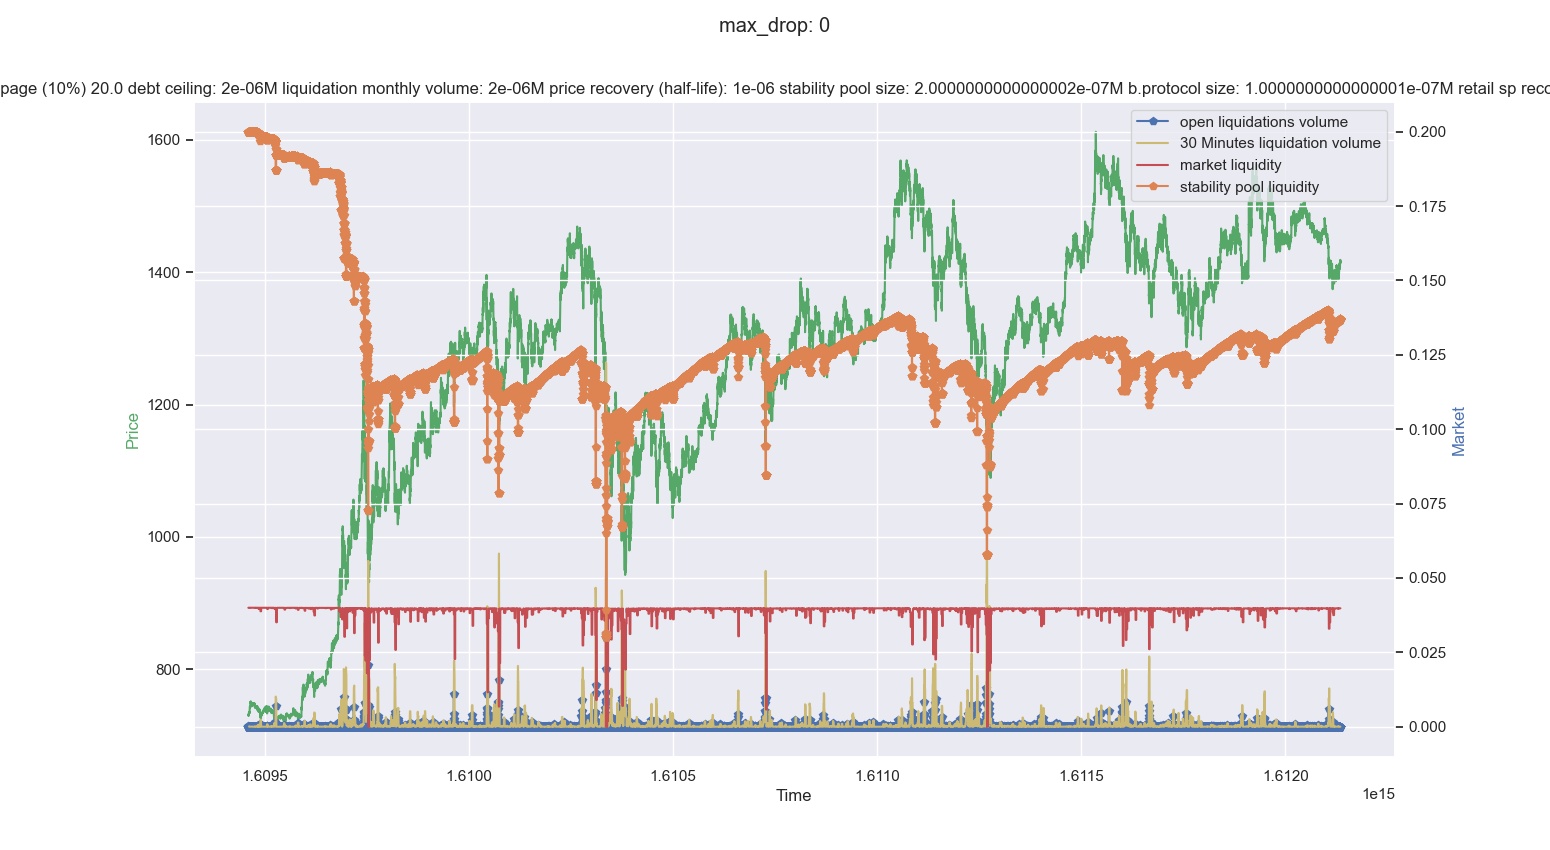 max_drop: 0
page (10%) 20.0 debt ceiling: 2e-06M liquidation monthly volume: 2e-06M price recovery (half-life): 1e-06 stability pool size: 2.0000000000000002e-07M b.protocol size: 1.0000000000000001e-07M retail sp reco
open liquidations volume
30 Minutes liquidation volume
market liquidity
stability pool liquidity
1600
1400
1200
1000
800
Price
0.200
0.175
0.150
0.125
0.100
0.075
0.050
0.025
0.000
Market
1.6095
1.6100
1.6105
1.6110
1.6115
1.6120
1e15
Time